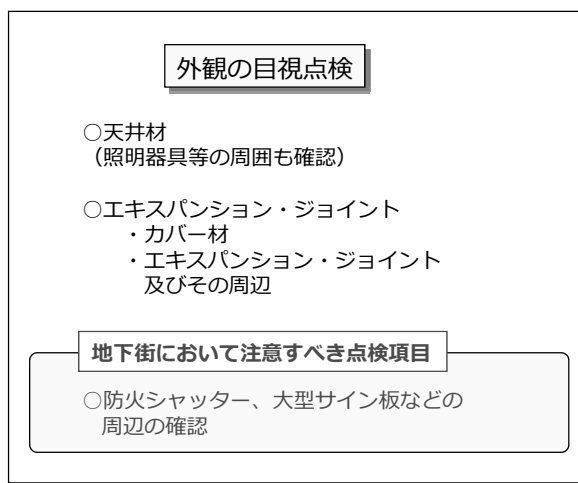 外観の目視点検
○天井材
（照明器具等の周囲も確認）
○エキスパンション・ジョイント
・カバー材
・エキスパンション・ジョイント
及びその周辺
地下街において注意すべき点検項目
○防火シャッター、大型サイン板などの
周辺の確認